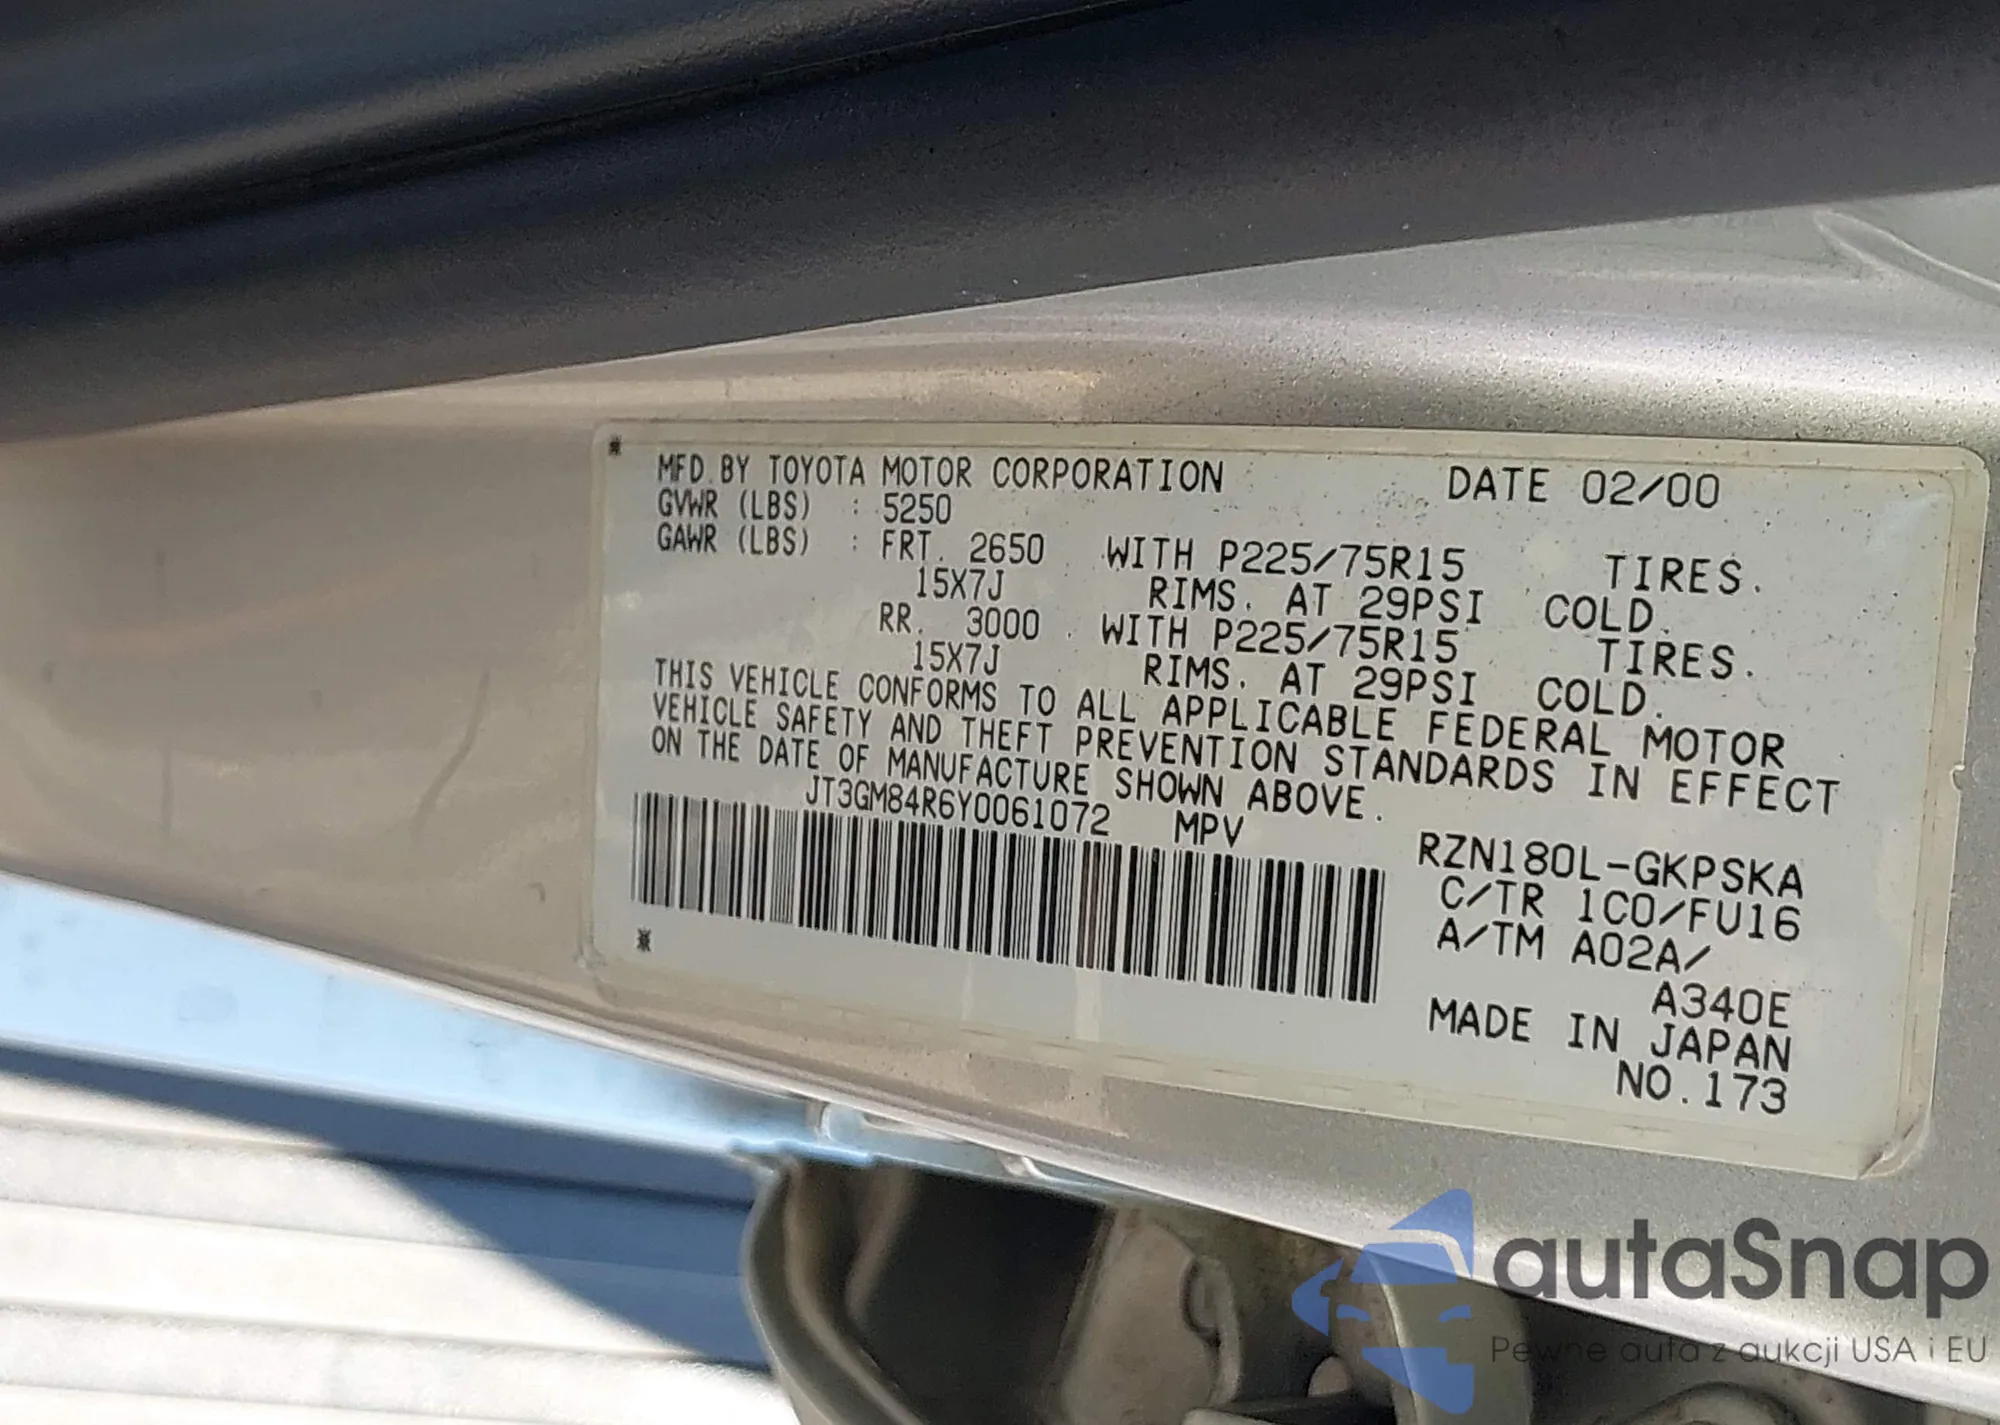 MFD. BY TOYOTA MOTOR CORPORATION DATE 02/00
GVWR (LBS) : 5250
GAWR (LBS) : FRT. 2650 WITH P225/75R15 TIRES.
15X7J RIMS. AT 29PSI COLD.
RR. 3000 WITH P225/75R15 TIRES.
15X7J RIMS. AT 29PSI COLD.
THIS VEHICLE CONFORMS TO ALL APPLICABLE FEDERAL MOTOR
VEHICLE SAFETY AND THEFT PREVENTION STANDARDS IN EFFECT
ON THE DATE OF MANUFACTURE SHOWN ABOVE.
JT3GM84R6Y0061072 MPV
RZN180L-GKPSKA
C/TR 1C0/FU16
A/TM A02A/
A340E
MADE IN JAPAN
NO.173
autaSnap
Pewne auta z aukcji USA i EU